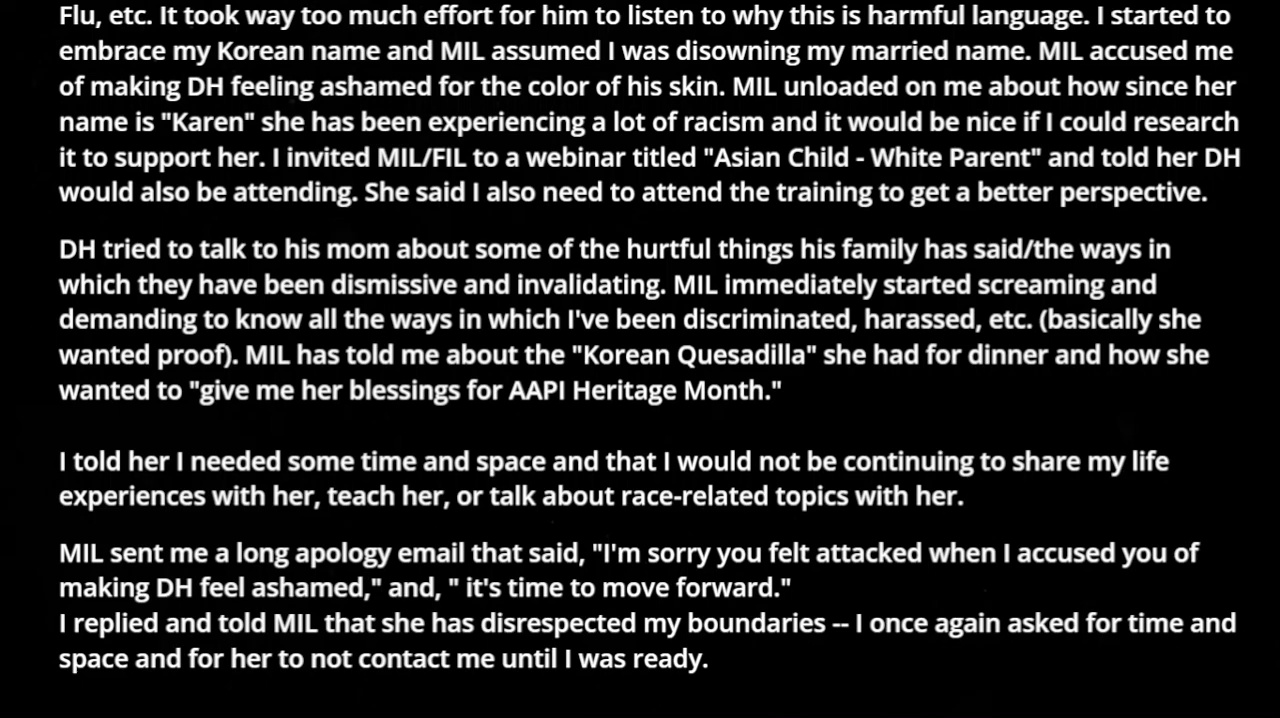 Flu, etc. It took way too much effort for him to listen to why this is harmful language. I started to
embrace my Korean name and MIL assumed I was disowning my married name. MIL accused me
of making DH feeling ashamed for the color of his skin. MIL unloaded on me about how since her
name is "Karen" she has been experiencing a lot of racism and it would be nice if I could research
it to support her. I invited MIL/FIL to a webinar titled "Asian Child - White Parent" and told her DH
would also be attending. She said I also need to attend the training to get a better perspective.
DH tried to talk to his mom about some of the hurtful things his family has said/the ways in
which they have been dismissive and invalidating. MIL immediately started screaming and
demanding to know all the ways in which I've been discriminated, harassed, etc. (basically she
wanted proof). MIL has told me about the "Korean Quesadilla" she had for dinner and how she
wanted to "give me her blessings for AAPI Heritage Month."
I told her I needed some time and space and that I would not be continuing to share my life
experiences with her, teach her, or talk about race-related topics with her.
MIL sent me a long apology email that said, "I'm sorry you felt attacked when I accused you of
making DH feel ashamed," and, " it's time to move forward."
I replied and told MIL that she has disrespected my boundaries -- I once again asked for time and
space and for her to not contact me until I was ready.